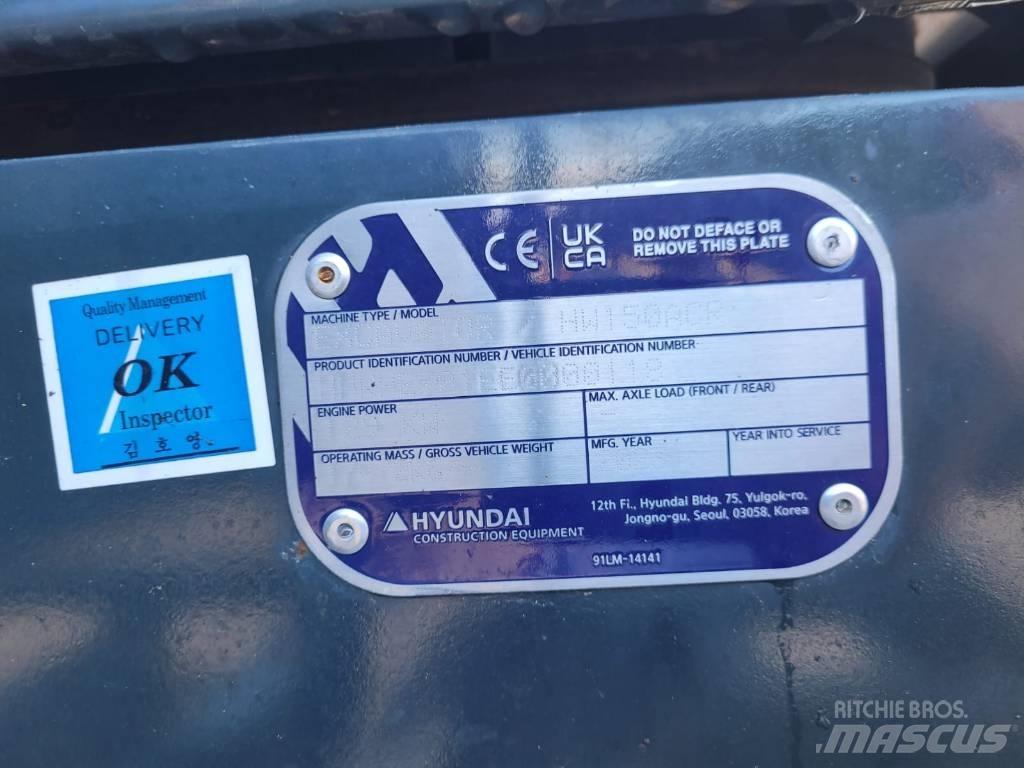 Quality Management
DELIVERY
OK
Inspector
김호영
CE UK CA DO NOT DEFACE OR
REMOVE THIS PLATE
MACHINE TYPE / MODEL
/ HW150ACR
PRODUCT IDENTIFICATION NUMBER / VEHICLE IDENTIFICATION NUMBER
ENGINE POWER
MAX. AXLE LOAD (FRONT / REAR)
OPERATING MASS / GROSS VEHICLE WEIGHT
MFG. YEAR
YEAR INTO SERVICE
HYUNDAI
CONSTRUCTION EQUIPMENT
12th Fl., Hyundai Bldg. 75, Yulgok-ro,
Jongno-gu, Seoul, 03058, Korea
91LM-14141
RITCHIE BROS.
MASCUS